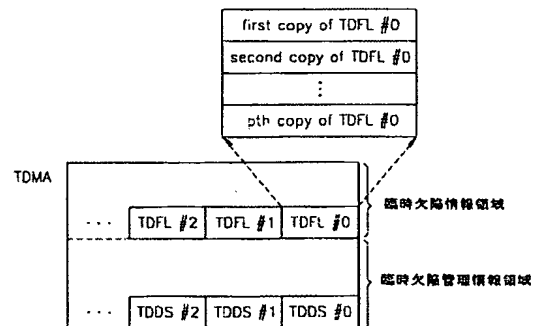 first copy of TDFL #0
second copy of TDFL #0
⋮
pth copy of TDFL #0
TDMA
··· TDFL #2 TDFL #1 TDFL #0
臨時欠陥情報領域
臨時欠陥管理情報領域
··· TDDS #2 TDDS #1 TDDS #0